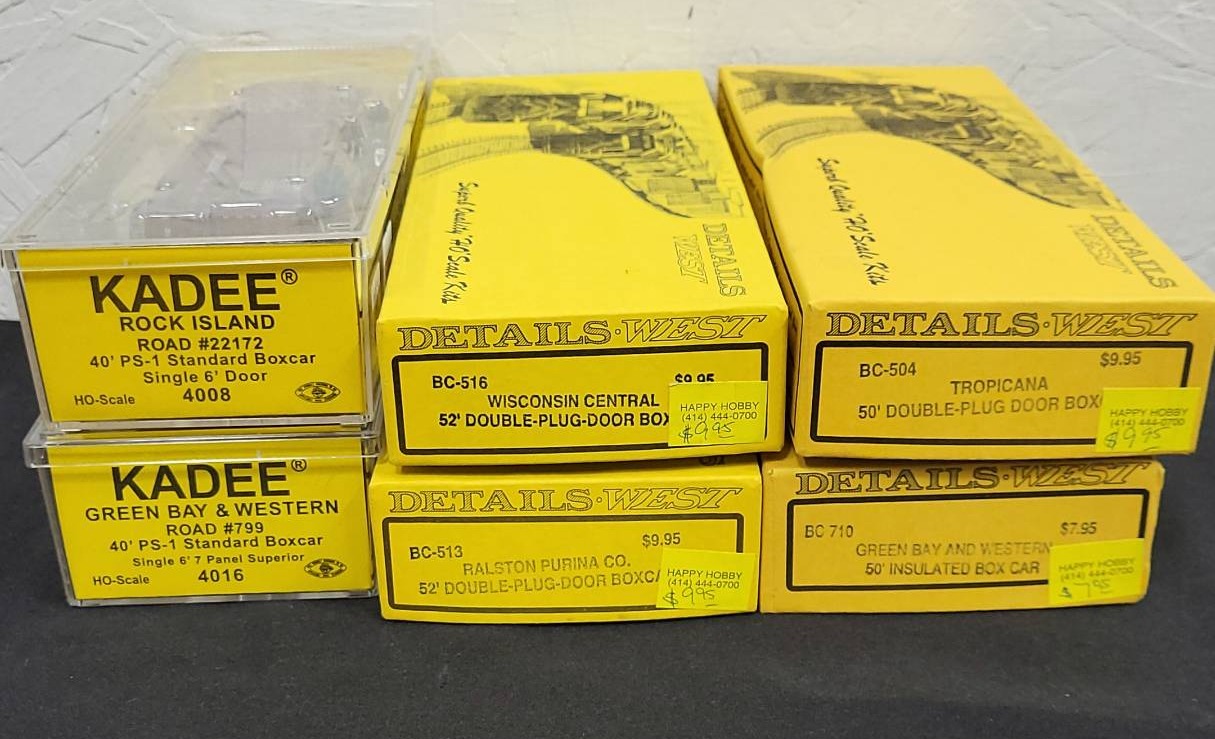 KADEE®
ROCK ISLAND
ROAD #22172
40' PS-1 Standard Boxcar
Single 6' Door
HO-Scale 4008
KADEE®
GREEN BAY & WESTERN
ROAD #799
40' PS-1 Standard Boxcar
Single 6' 7 Panel Superior
HO-Scale 4016
Superb Quality "HO" Scale Kits
DETAILS
WEST
DETAILS·WEST
BC-516 $9.95
WISCONSIN CENTRAL
52' DOUBLE-PLUG-DOOR BOX
HAPPY HOBBY
(414) 444-0700
$9.95
DETAILS·WEST
BC-513 $9.95
RALSTON PURINA CO.
52' DOUBLE-PLUG-DOOR BOXCA
HAPPY HOBBY
(414) 444-0700
$9.95
Superb Quality "HO" Scale Kits
DETAILS
WEST
DETAILS·WEST
BC-504 $9.95
TROPICANA
50' DOUBLE-PLUG DOOR BOX
HAPPY HOBBY
(414) 444-0700
$9.95
DETAILS·WEST
BC 710 $7.95
GREEN BAY AND WESTERN
50' INSULATED BOX CAR
HAPPY HOBBY
(414) 444-0700
$7.95